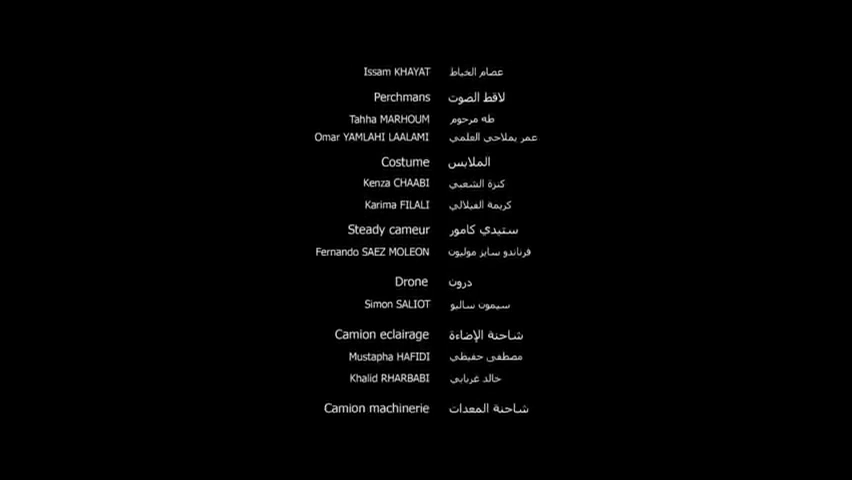 Issam KHAYAT عصام الخياط
Perchmans لاقط الصوت
Tahha MARHOUM طه مرحوم
Omar YAMLAHI LAALAMI عمر يملاحي العلمي
Costume الملابس
Kenza CHAABI كنزة الشعبي
Karima FILALI كريمة الفيلالي
Steady cameur ستيدي كامور
Fernando SAEZ MOLEON فرناندو سايز موليون
Drone درون
Simon SALIOT سيمون ساليو
Camion eclairage شاحنة الإضاءة
Mustapha HAFIDI مصطفى حفيظي
Khalid RHARBABI خالد غربابي
Camion machinerie شاحنة المعدات